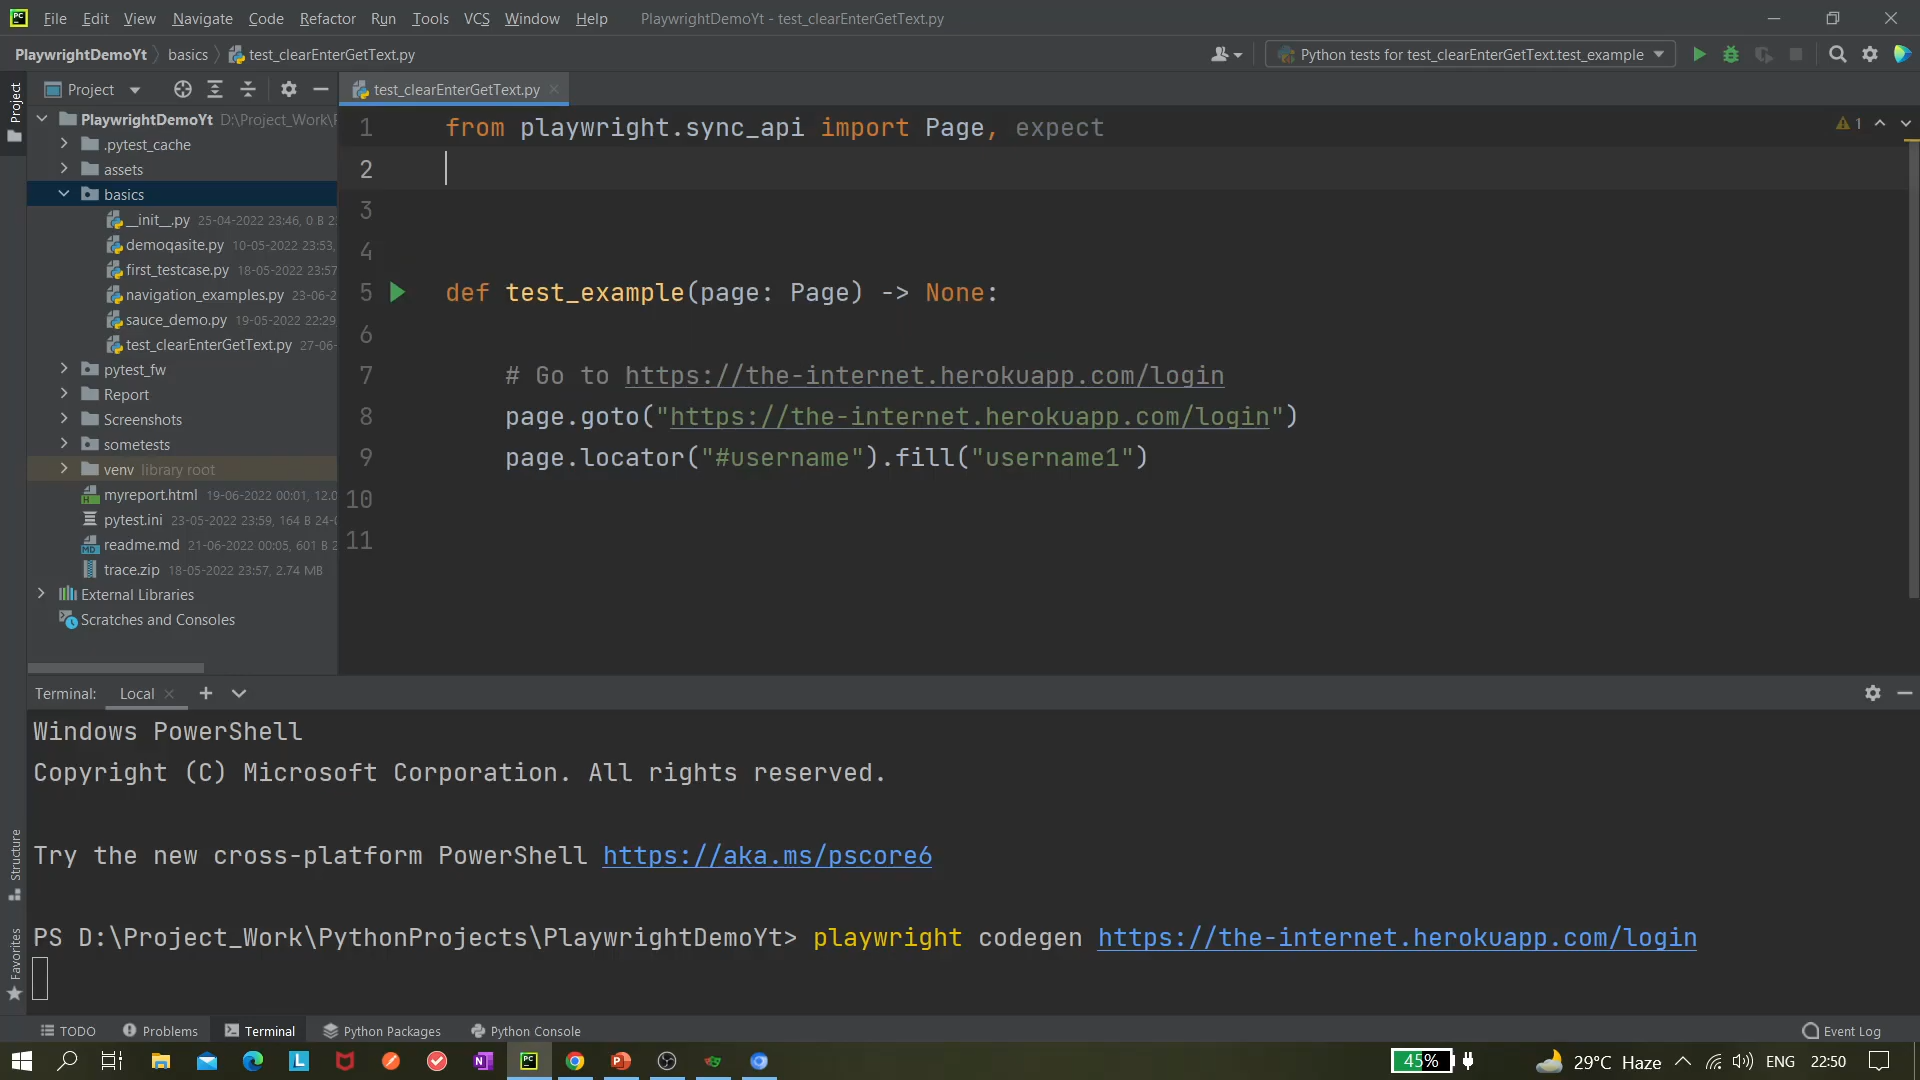 File Edit View Navigate Code Refactor Run Tools VCS Window Help PlaywrightDemoYt - test_clearEnterGetText.py
PlaywrightDemoYt basics test_clearEnterGetText.py Python tests for test_clearEnterGetText.test_example
Project
Project
test_clearEnterGetText.py
PlaywrightDemoYt D:\Project_Work\
.pytest_cache
assets
basics
__init__.py 25-04-2022 23:46, 0 B
demoqasite.py 10-05-2022 23:53,
first_testcase.py 18-05-2022 23:57
navigation_examples.py 23-06-2
sauce_demo.py 19-05-2022 22:29
test_clearEnterGetText.py 27-06-
pytest_fw
Report
Screenshots
sometests
venv library root
myreport.html 19-06-2022 00:01, 12.0
pytest.ini 23-05-2022 23:59, 164 B 24-0
readme.md 21-06-2022 00:05, 601 B 2
trace.zip 18-05-2022 23:57, 2.74 MB
External Libraries
Scratches and Consoles
1 from playwright.sync_api import Page, expect
1
2
3
4
5 def test_example(page: Page) -> None:
6
7 # Go to https://the-internet.herokuapp.com/login
8 page.goto("https://the-internet.herokuapp.com/login")
9 page.locator("#username").fill("username1")
10
11
Terminal: Local
Windows PowerShell
Copyright (C) Microsoft Corporation. All rights reserved.
Try the new cross-platform PowerShell https://aka.ms/pscore6
PS D:\Project_Work\PythonProjects\PlaywrightDemoYt> playwright codegen https://the-internet.herokuapp.com/login
Structure
Favorites
TODO Problems Terminal Python Packages Python Console Event Log
45% 29°C Haze ENG 22:50